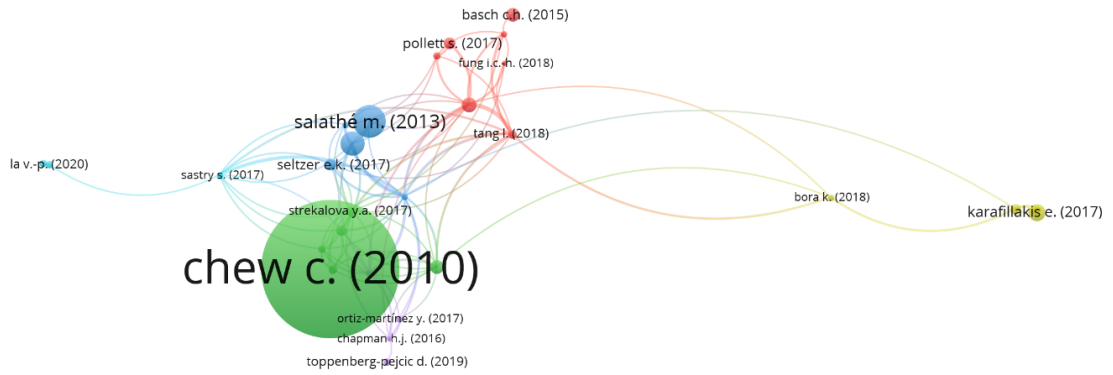 basch c.h. (2015)
pollett s. (2017)
fung i.c.-h. (2018)
salathé m. (2013)
tang l. (2018)
la v.-p. (2020)
seltzer e.k. (2017)
sastry s. (2017)
bora k. (2018)
strekalova y.a. (2017)
karafillakis e. (2017)
chew c. (2010)
ortiz-martínez y. (2017)
chapman h.j. (2016)
toppenberg-pejcic d. (2019)